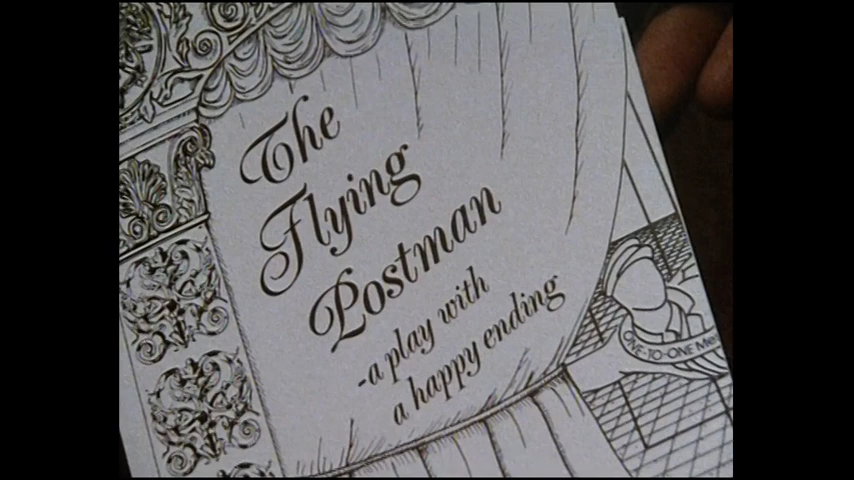 The
Flying
Postman
-a play with
a happy ending
ONE-TO-ONE